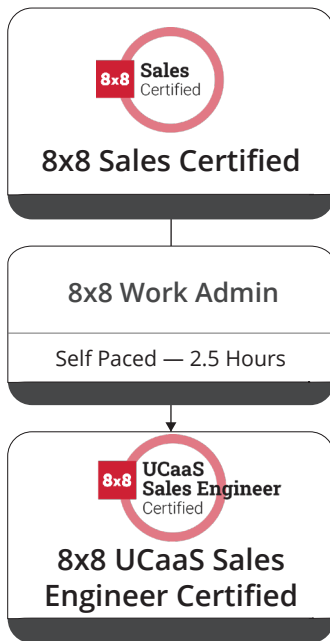 8x8 Sales
Certified
8x8 Sales Certified
8x8 Work Admin
Self Paced — 2.5 Hours
8x8 UCaaS
Sales Engineer
Certified
8x8 UCaaS Sales
Engineer Certified